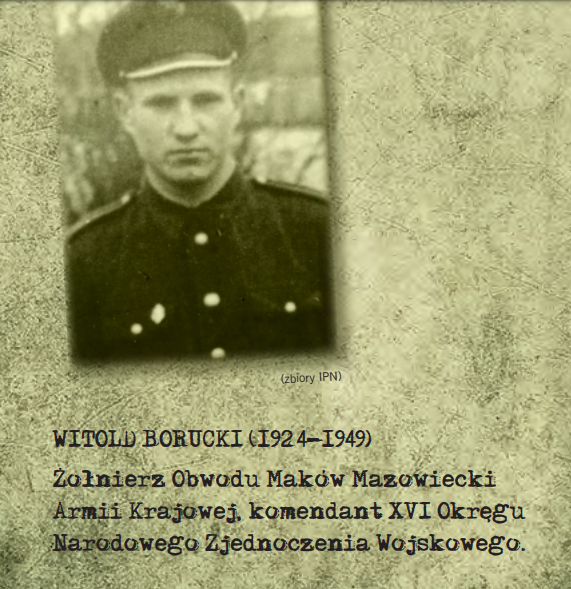 (zbiory IPN)
WITOLD BORUCKI (1924–1949)
Żołnierz Obwodu Maków Mazowiecki
Armii Krajowej, komendant XVI Okręgu
Narodowego Zjednoczenia Wojskowego.